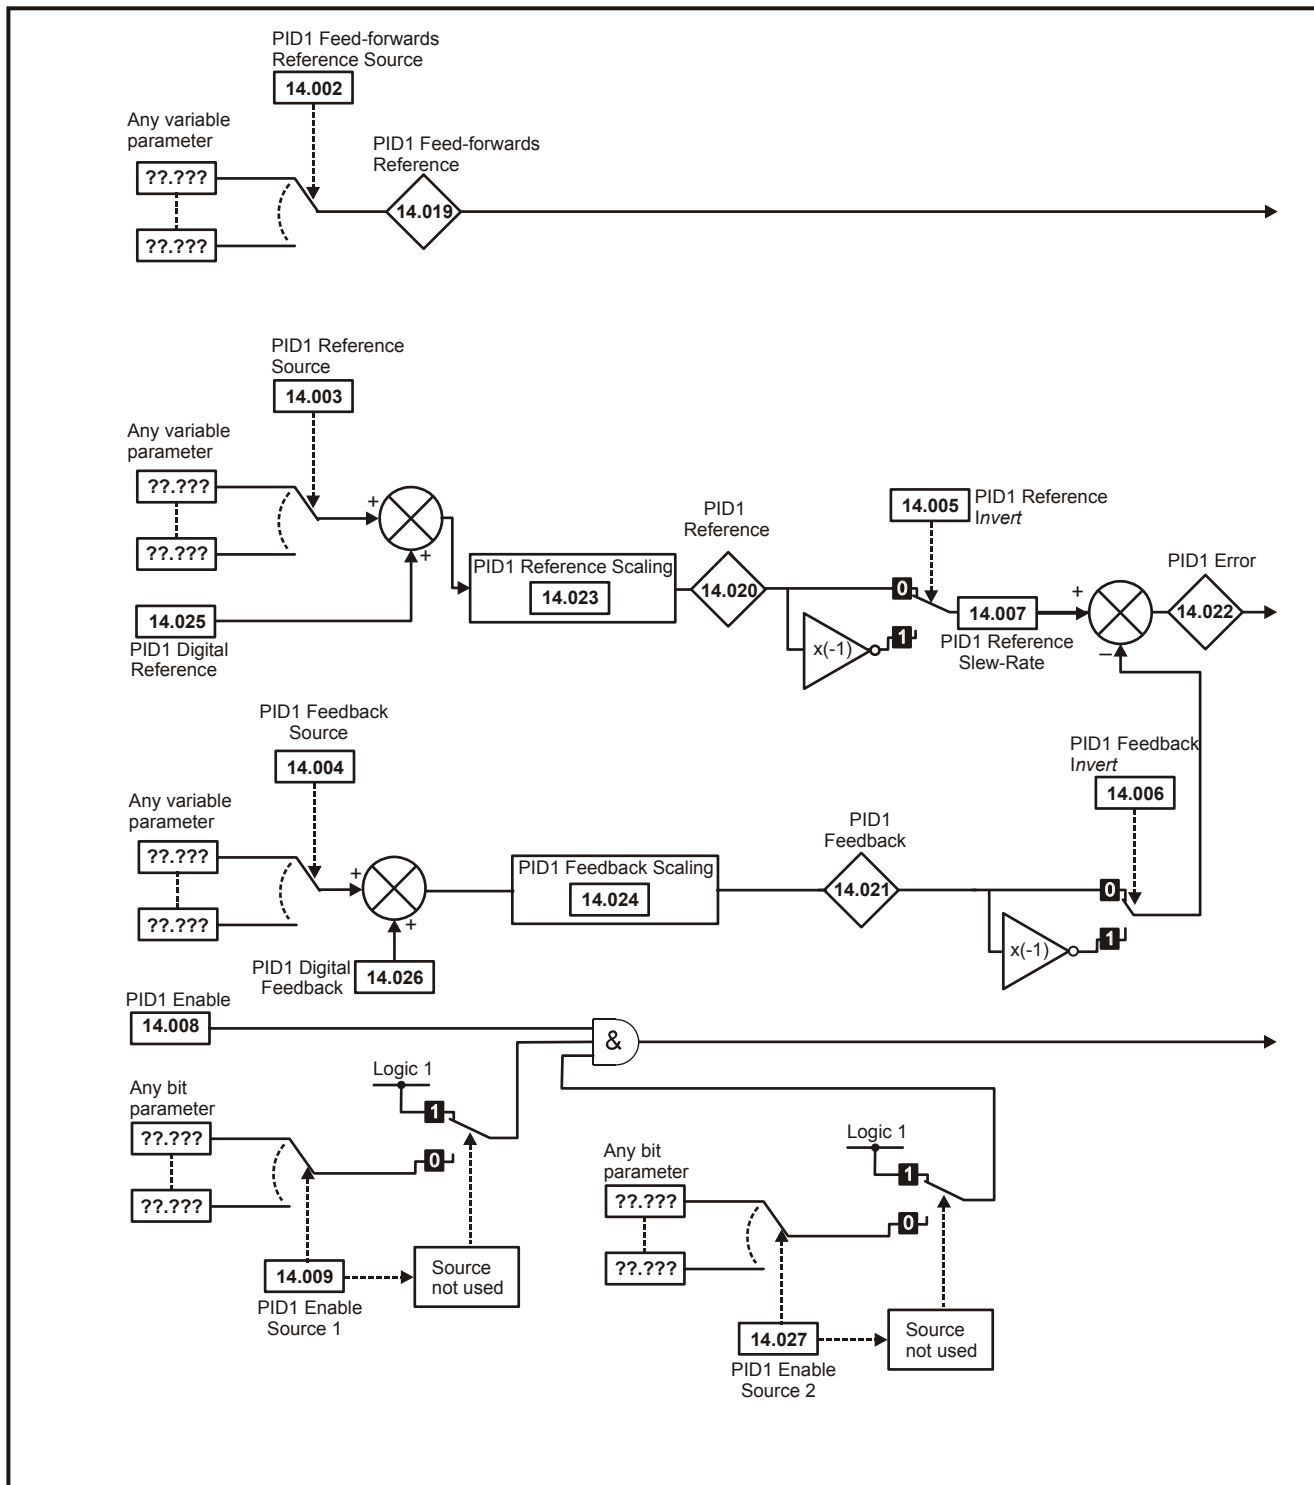 PID1 Feed-forwards
Reference Source
14.002
Any variable
parameter
??.???
??.???
PID1 Feed-forwards
Reference
14.019
PID1 Reference
Source
14.003
Any variable
parameter
??.???
??.???
+
+
14.025
PID1 Digital
Reference
PID1 Reference Scaling
14.023
PID1
Reference
14.020
14.005
PID1 Reference
Invert
0
1
x(-1)
14.007
PID1 Reference
Slew-Rate
+
–
PID1 Error
14.022
PID1 Feedback
Source
14.004
Any variable
parameter
??.???
??.???
+
+
PID1 Digital
Feedback
14.026
PID1 Feedback Scaling
14.024
PID1
Feedback
14.021
PID1 Feedback
Invert
14.006
0
1
x(-1)
PID1 Enable
14.008
&
Any bit
parameter
??.???
??.???
Logic 1
1
0
14.009
PID1 Enable
Source 1
Source
not used
Any bit
parameter
??.???
??.???
Logic 1
1
0
14.027
PID1 Enable
Source 2
Source
not used